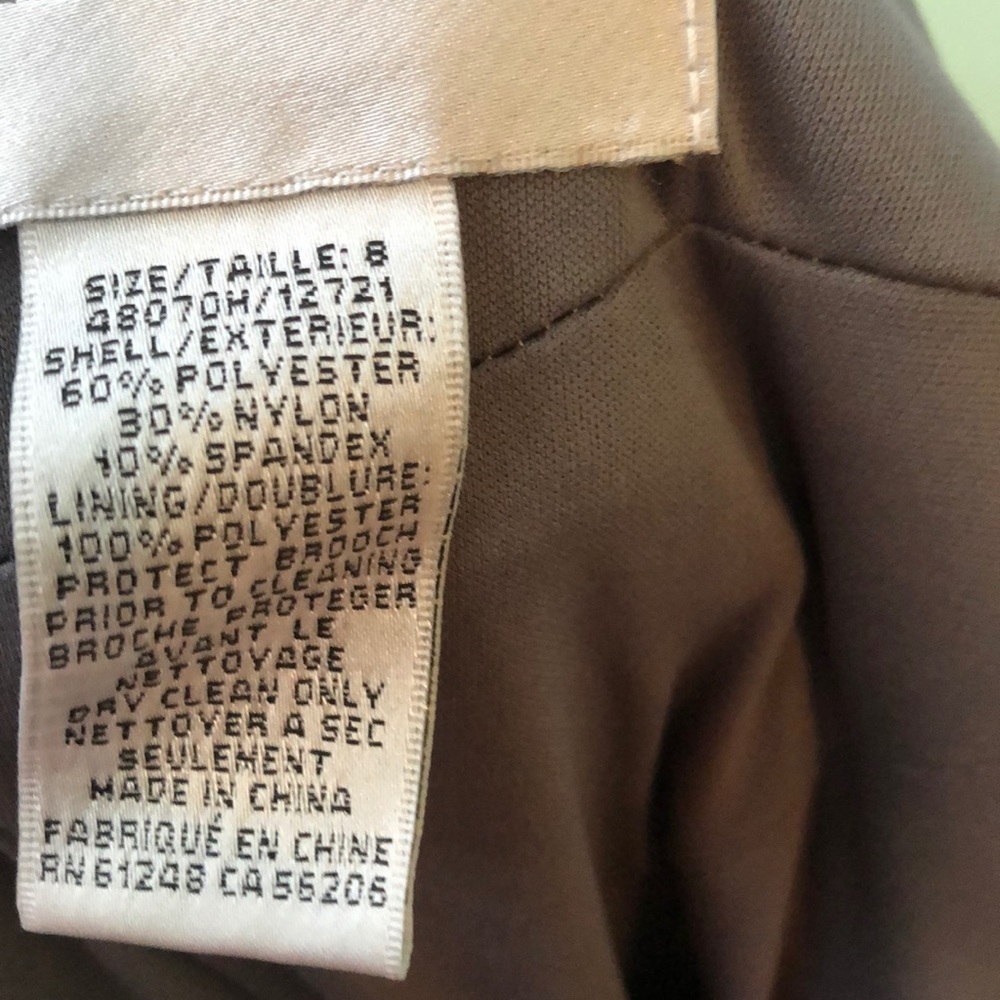 SIZE/TAILLE: 8
48070H/12721
SHELL/EXTERIEUR:
60% POLYESTER
30% NYLON
10% SPANDEX
LINING/DOUBLURE:
100% POLYESTER
PROTECT BROOCH
PRIOR TO CLEANING
BROCHE PROTEGER
AVANT LE
NETTOYAGE
DRY CLEAN ONLY
NETTOYER A SEC
SEULEMENT
MADE IN CHINA
FABRIQUE EN CHINE
RN 61248 CA 55205